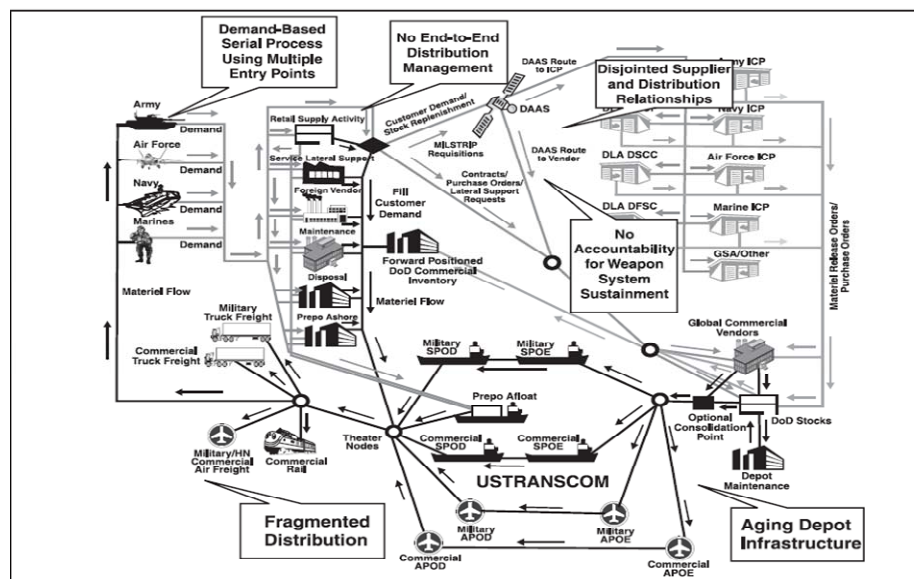 Demand-Based
Serial Process
Using Multiple
Entry Points
No End-to-End
Distribution
Management
DAAS Route
to ICP
DAAS
Disjointed Supplier
and Distribution
Relationships
Army ICP
Navy ICP
DLA DSCC
Air Force ICP
DLA DFSC
Marine ICP
GSA/Other
Army
Demand
Air Force
Demand
Navy
Demand
Marines
Demand
Retail Supply Activity
Customer Demand/
Stock Replenishment
MILSTRIP
Requisitions
DAAS Route
to Vendor
Service Lateral Support
Foreign Vendor
Fill
Customer
Demand
Contracts/
Purchase Orders/
Lateral Support
Requests
Maintenance
Forward Positioned
DoD Commercial
Inventory
No
Accountability
for Weapon
System
Sustainment
Disposal
Materiel Flow
Materiel Flow
Prepo Ashore
Material Release Orders/
Purchase Orders
Military
Truck Freight
Commercial
Truck Freight
Military
SPOD
Military
SPOE
Global Commercial
Vendors
Prepo Afloat
Optional
Consolidation
Point
DoD Stocks
Theater
Nodes
Commercial
SPOD
Commercial
SPOE
Military/HN
Commercial
Air Freight
Commercial
Rail
USTRANSCOM
Depot
Maintenance
Fragmented
Distribution
Military
APOD
Military
APOE
Aging Depot
Infrastructure
Commercial
APOD
Commercial
APOE